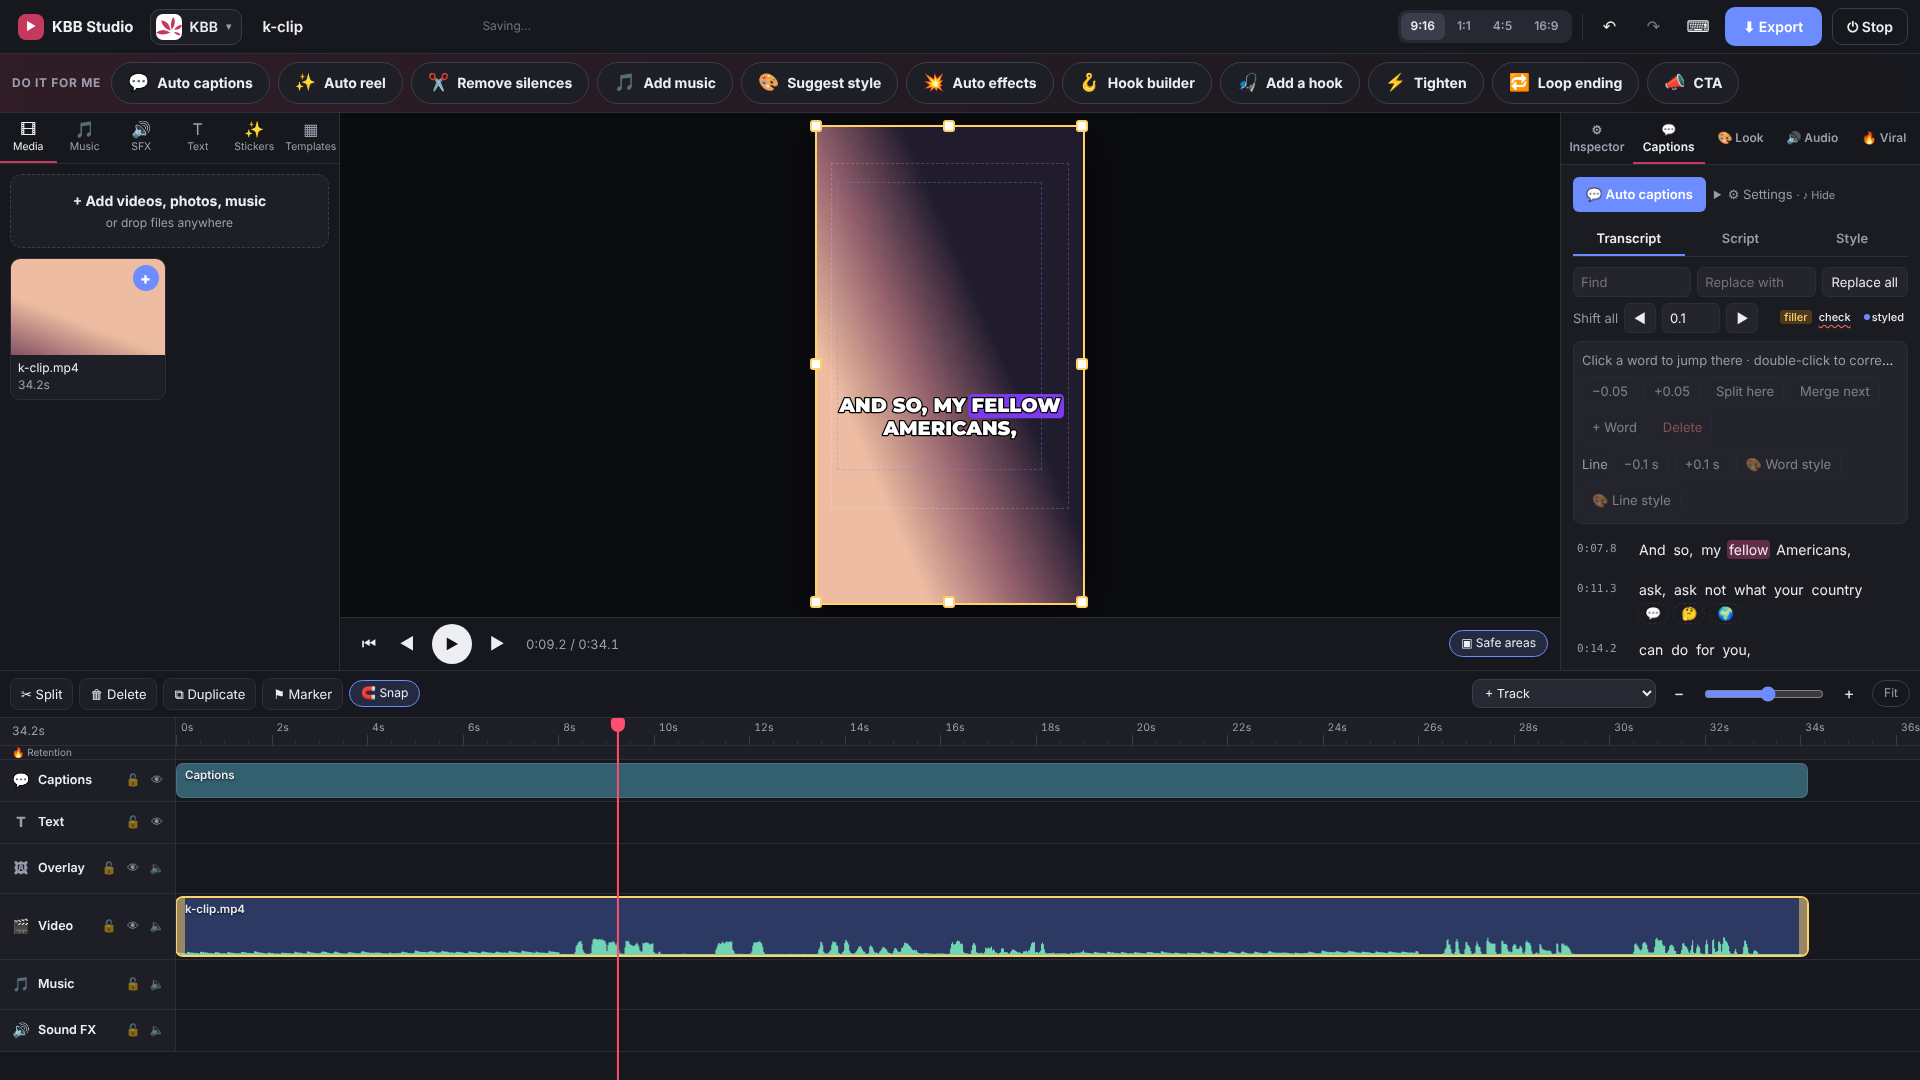 KBB Studio
KBB
k-clip
Saving...
9:16 1:1 4:5 16:9
Export
Stop
DO IT FOR ME
Auto captions
Auto reel
Remove silences
Add music
Suggest style
Auto effects
Hook builder
Add a hook
Tighten
Loop ending
CTA
Media
Music
SFX
Text
Stickers
Templates
+ Add videos, photos, music
or drop files anywhere
k-clip.mp4
34.2s
AND SO, MY FELLOW
AMERICANS,
0:09.2 / 0:34.1
Safe areas
Inspector
Captions
Look
Audio
Viral
Auto captions
Settings · ♪ Hide
Transcript
Script
Style
Find
Replace with
Replace all
Shift all
0.1
filler
check
styled
Click a word to jump there · double-click to corre...
−0.05
+0.05
Split here
Merge next
+ Word
Delete
Line
−0.1 s
+0.1 s
Word style
Line style
0:07.8 And so, my fellow Americans,
0:11.3 ask, ask not what your country
0:14.2 can do for you,
Split
Delete
Duplicate
Marker
Snap
+ Track
−
+
Fit
34.2s
0s 2s 4s 6s 8s 10s 12s 14s 16s 18s 20s 22s 24s 26s 28s 30s 32s 34s 36s
Retention
Captions
Captions
T Text
Overlay
Video
k-clip.mp4
Music
Sound FX